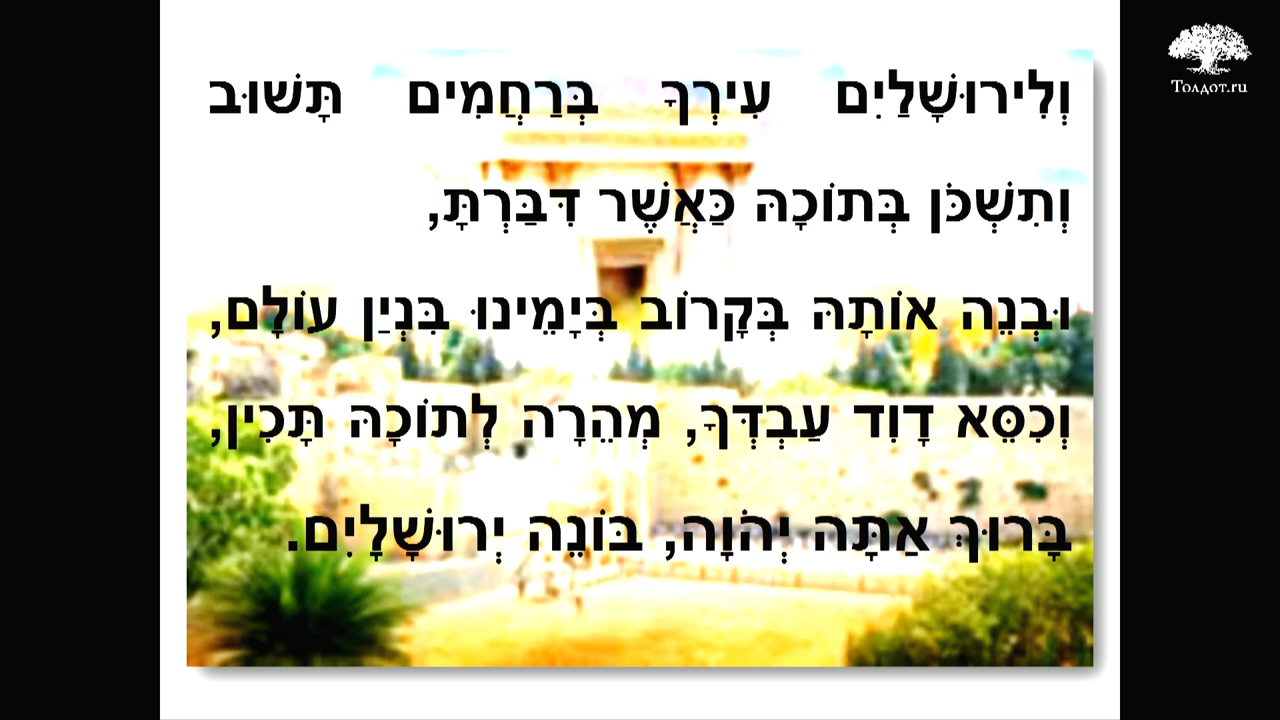 וְלִירוּשָׁלַיִם עִירְךָ בְּרַחֲמִים תָּשׁוּב
וְתִשְׁכֹּן בְּתוֹכָהּ כַּאֲשֶׁר דִּבַּרְתָּ,
וּבְנֵה אוֹתָהּ בְּקָרוֹב בְּיָמֵינוּ בִּנְיַן עוֹלָם,
וְכִסֵּא דָוִד עַבְדְּךָ, מְהֵרָה לְתוֹכָהּ תָּכִין,
בָּרוּךְ אַתָּה יְהֹוָה, בּוֹנֵה יְרוּשָׁלָיִם.
Толдот.ru